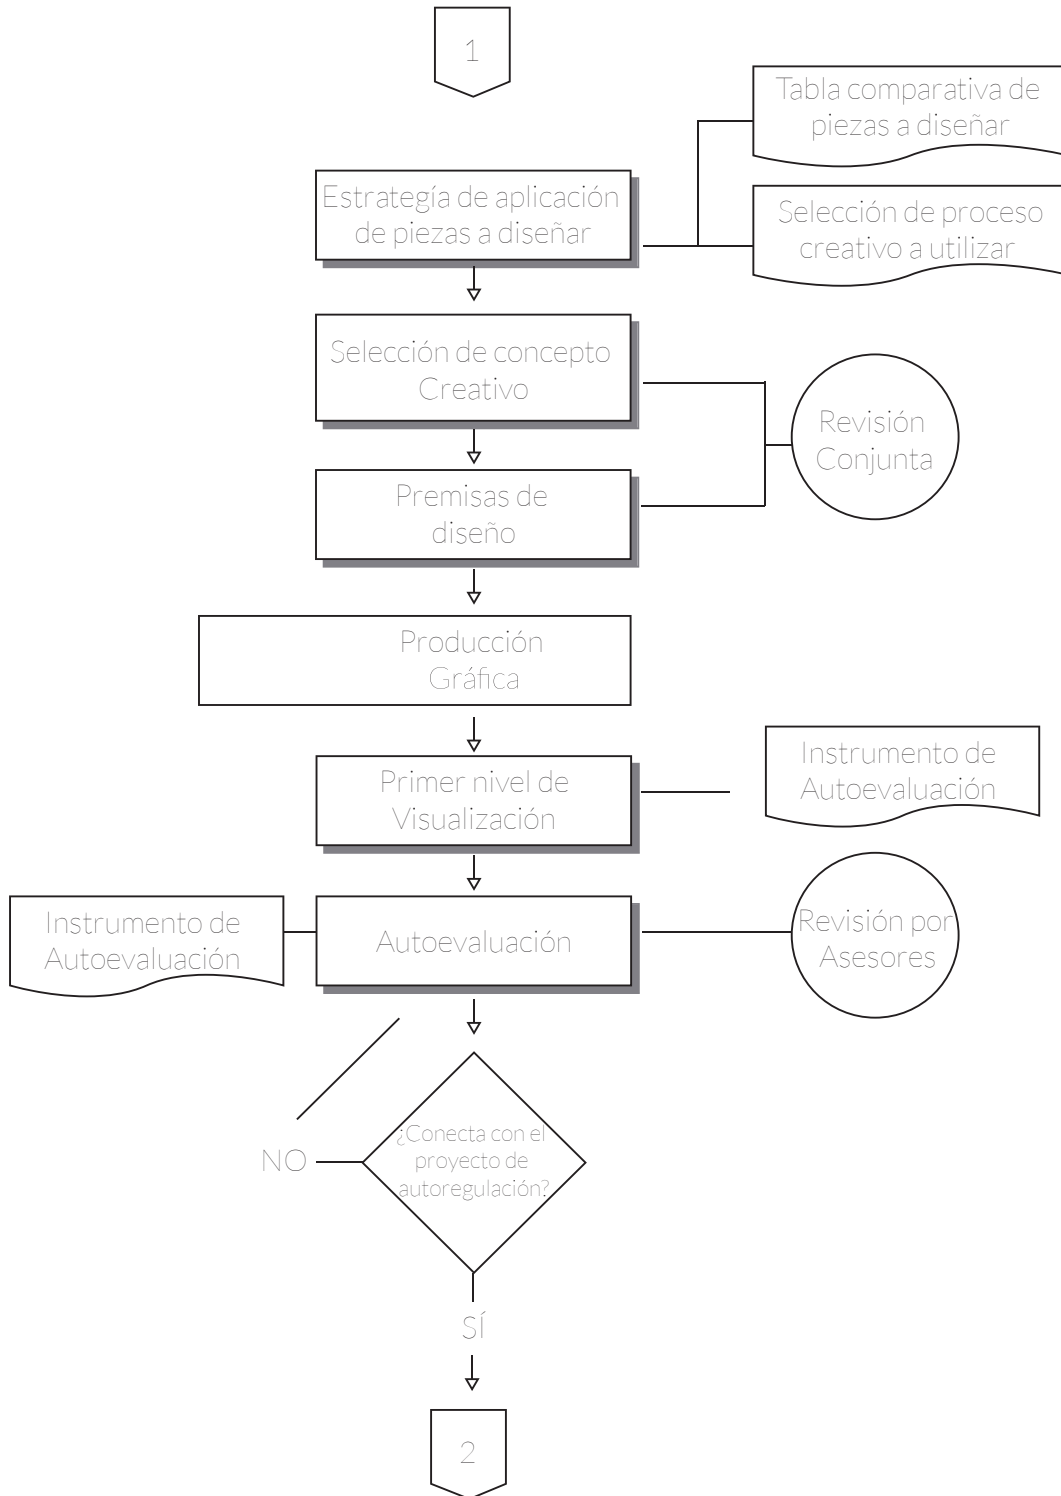 1
Tabla comparativa de
piezas a diseñar
Estrategía de aplicación
de piezas a diseñar
Selección de proceso
creativo a utilizar
Selección de concepto
Creativo
Revisión
Conjunta
Premisas de
diseño
Producción
Gráfica
Primer nivel de
Visualización
Instrumento de
Autoevaluación
Instrumento de
Autoevaluación
Autoevaluación
Revisión por
Asesores
¿Conecta con el
proyecto de
autoregulación?
NO
SÍ
2